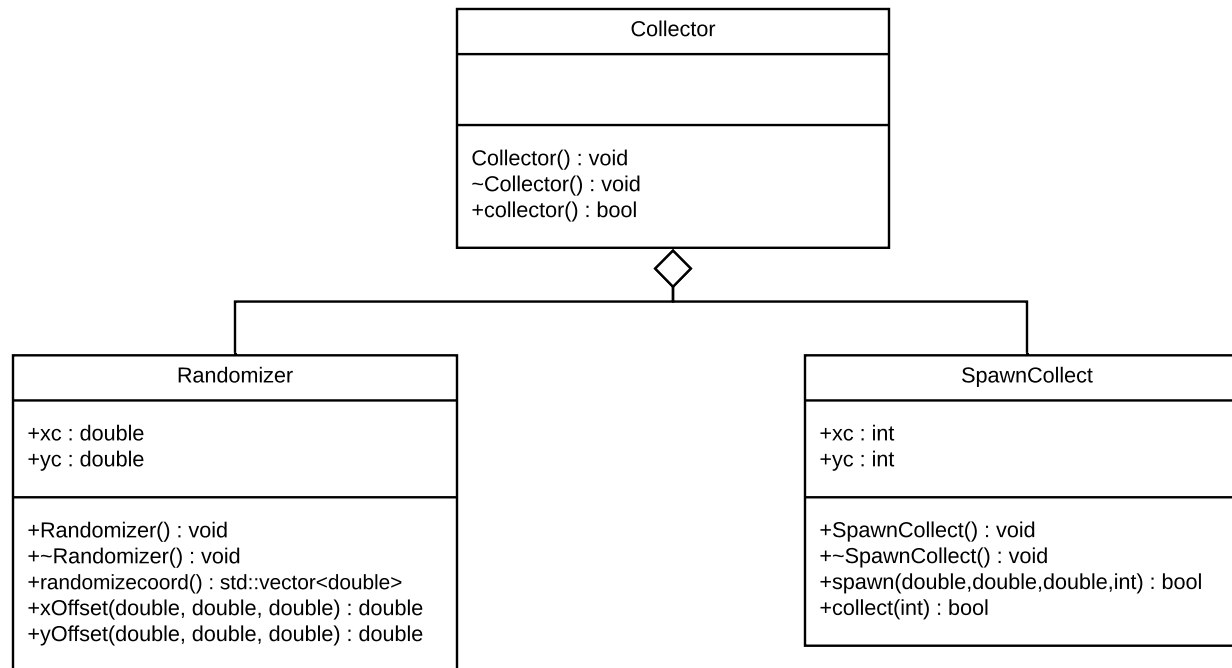 Collector
Collector() : void
~Collector() : void
+collector() : bool
Randomizer
+xc : double
+yc : double
+Randomizer() : void
+~Randomizer() : void
+randomizecoord() : std::vector<double>
+xOffset(double, double, double) : double
+yOffset(double, double, double) : double
SpawnCollect
+xc : int
+yc : int
+SpawnCollect() : void
+~SpawnCollect() : void
+spawn(double,double,double,int) : bool
+collect(int) : bool